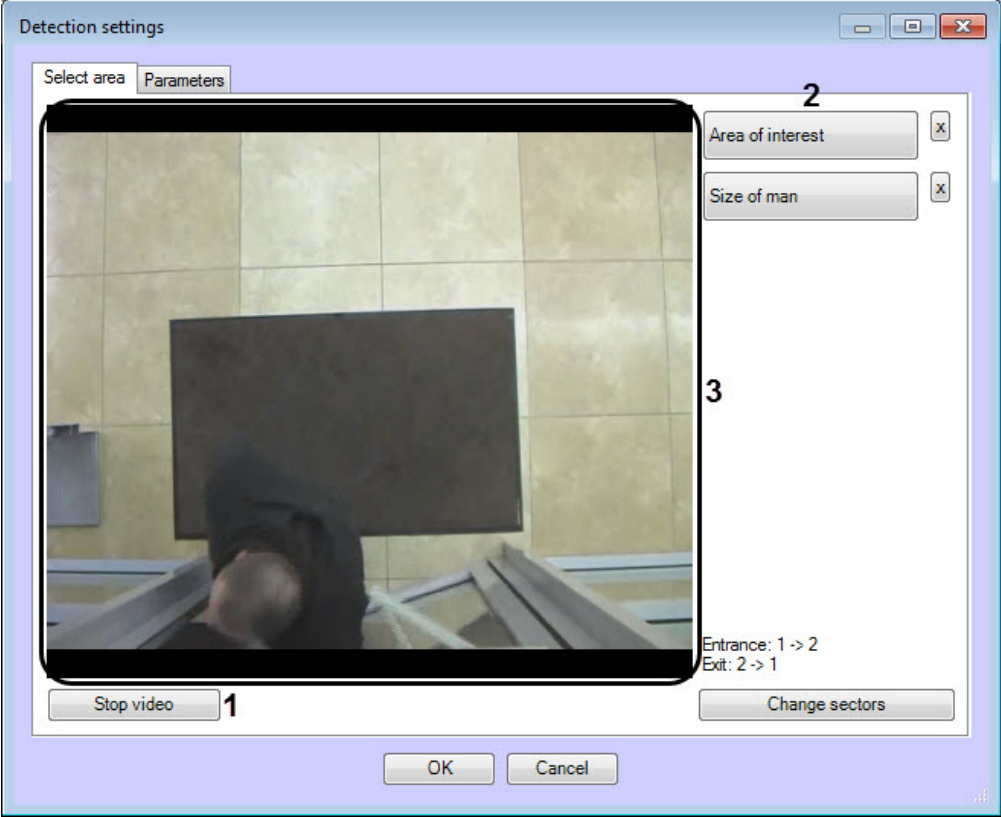 Detection settings
Select area
Parameters
2
Area of interest
x
Size of man
x
3
Entrance: 1 -> 2
Exit: 2 -> 1
Stop video
1
Change sectors
OK
Cancel